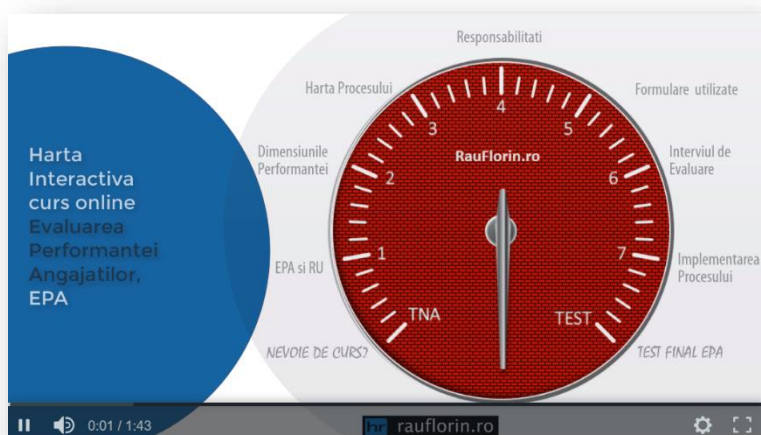 Harta
Interactiva
curs online
Evaluarea
Performantei
Angajatilor,
EPA
Responsabilitati
Harta Procesului
Formulare utilizate
Dimensiunile
Performantei
Interviul de
Evaluare
EPA si RU
Implementarea
Procesului
NEVOIE DE CURS?
TEST FINAL EPA
RauFlorin.ro
TNA
1
2
3
4
5
6
7
TEST
0:01 / 1:43
hr rauflorin.ro